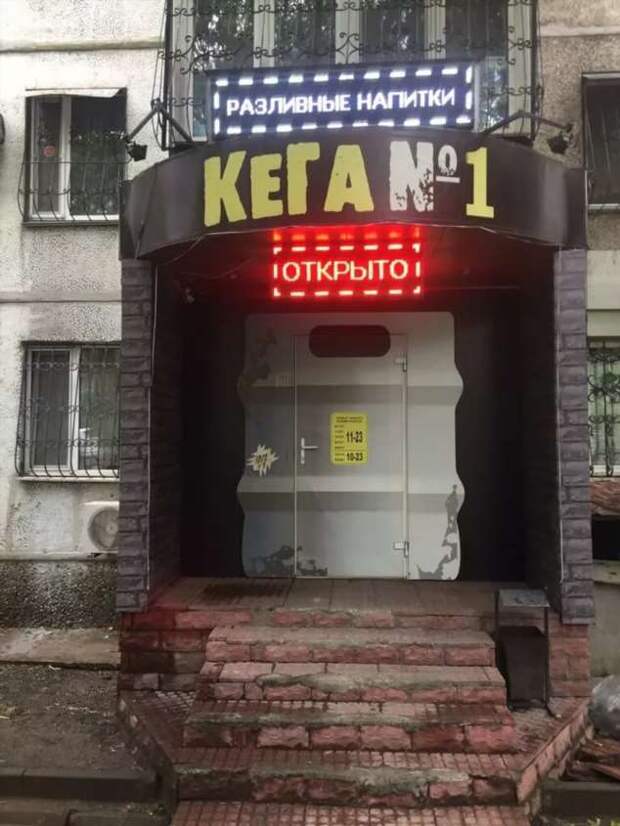 РАЗЛИВНЫЕ НАПИТКИ
КЕГА №1
ОТКРЫТО
11-23
10-23